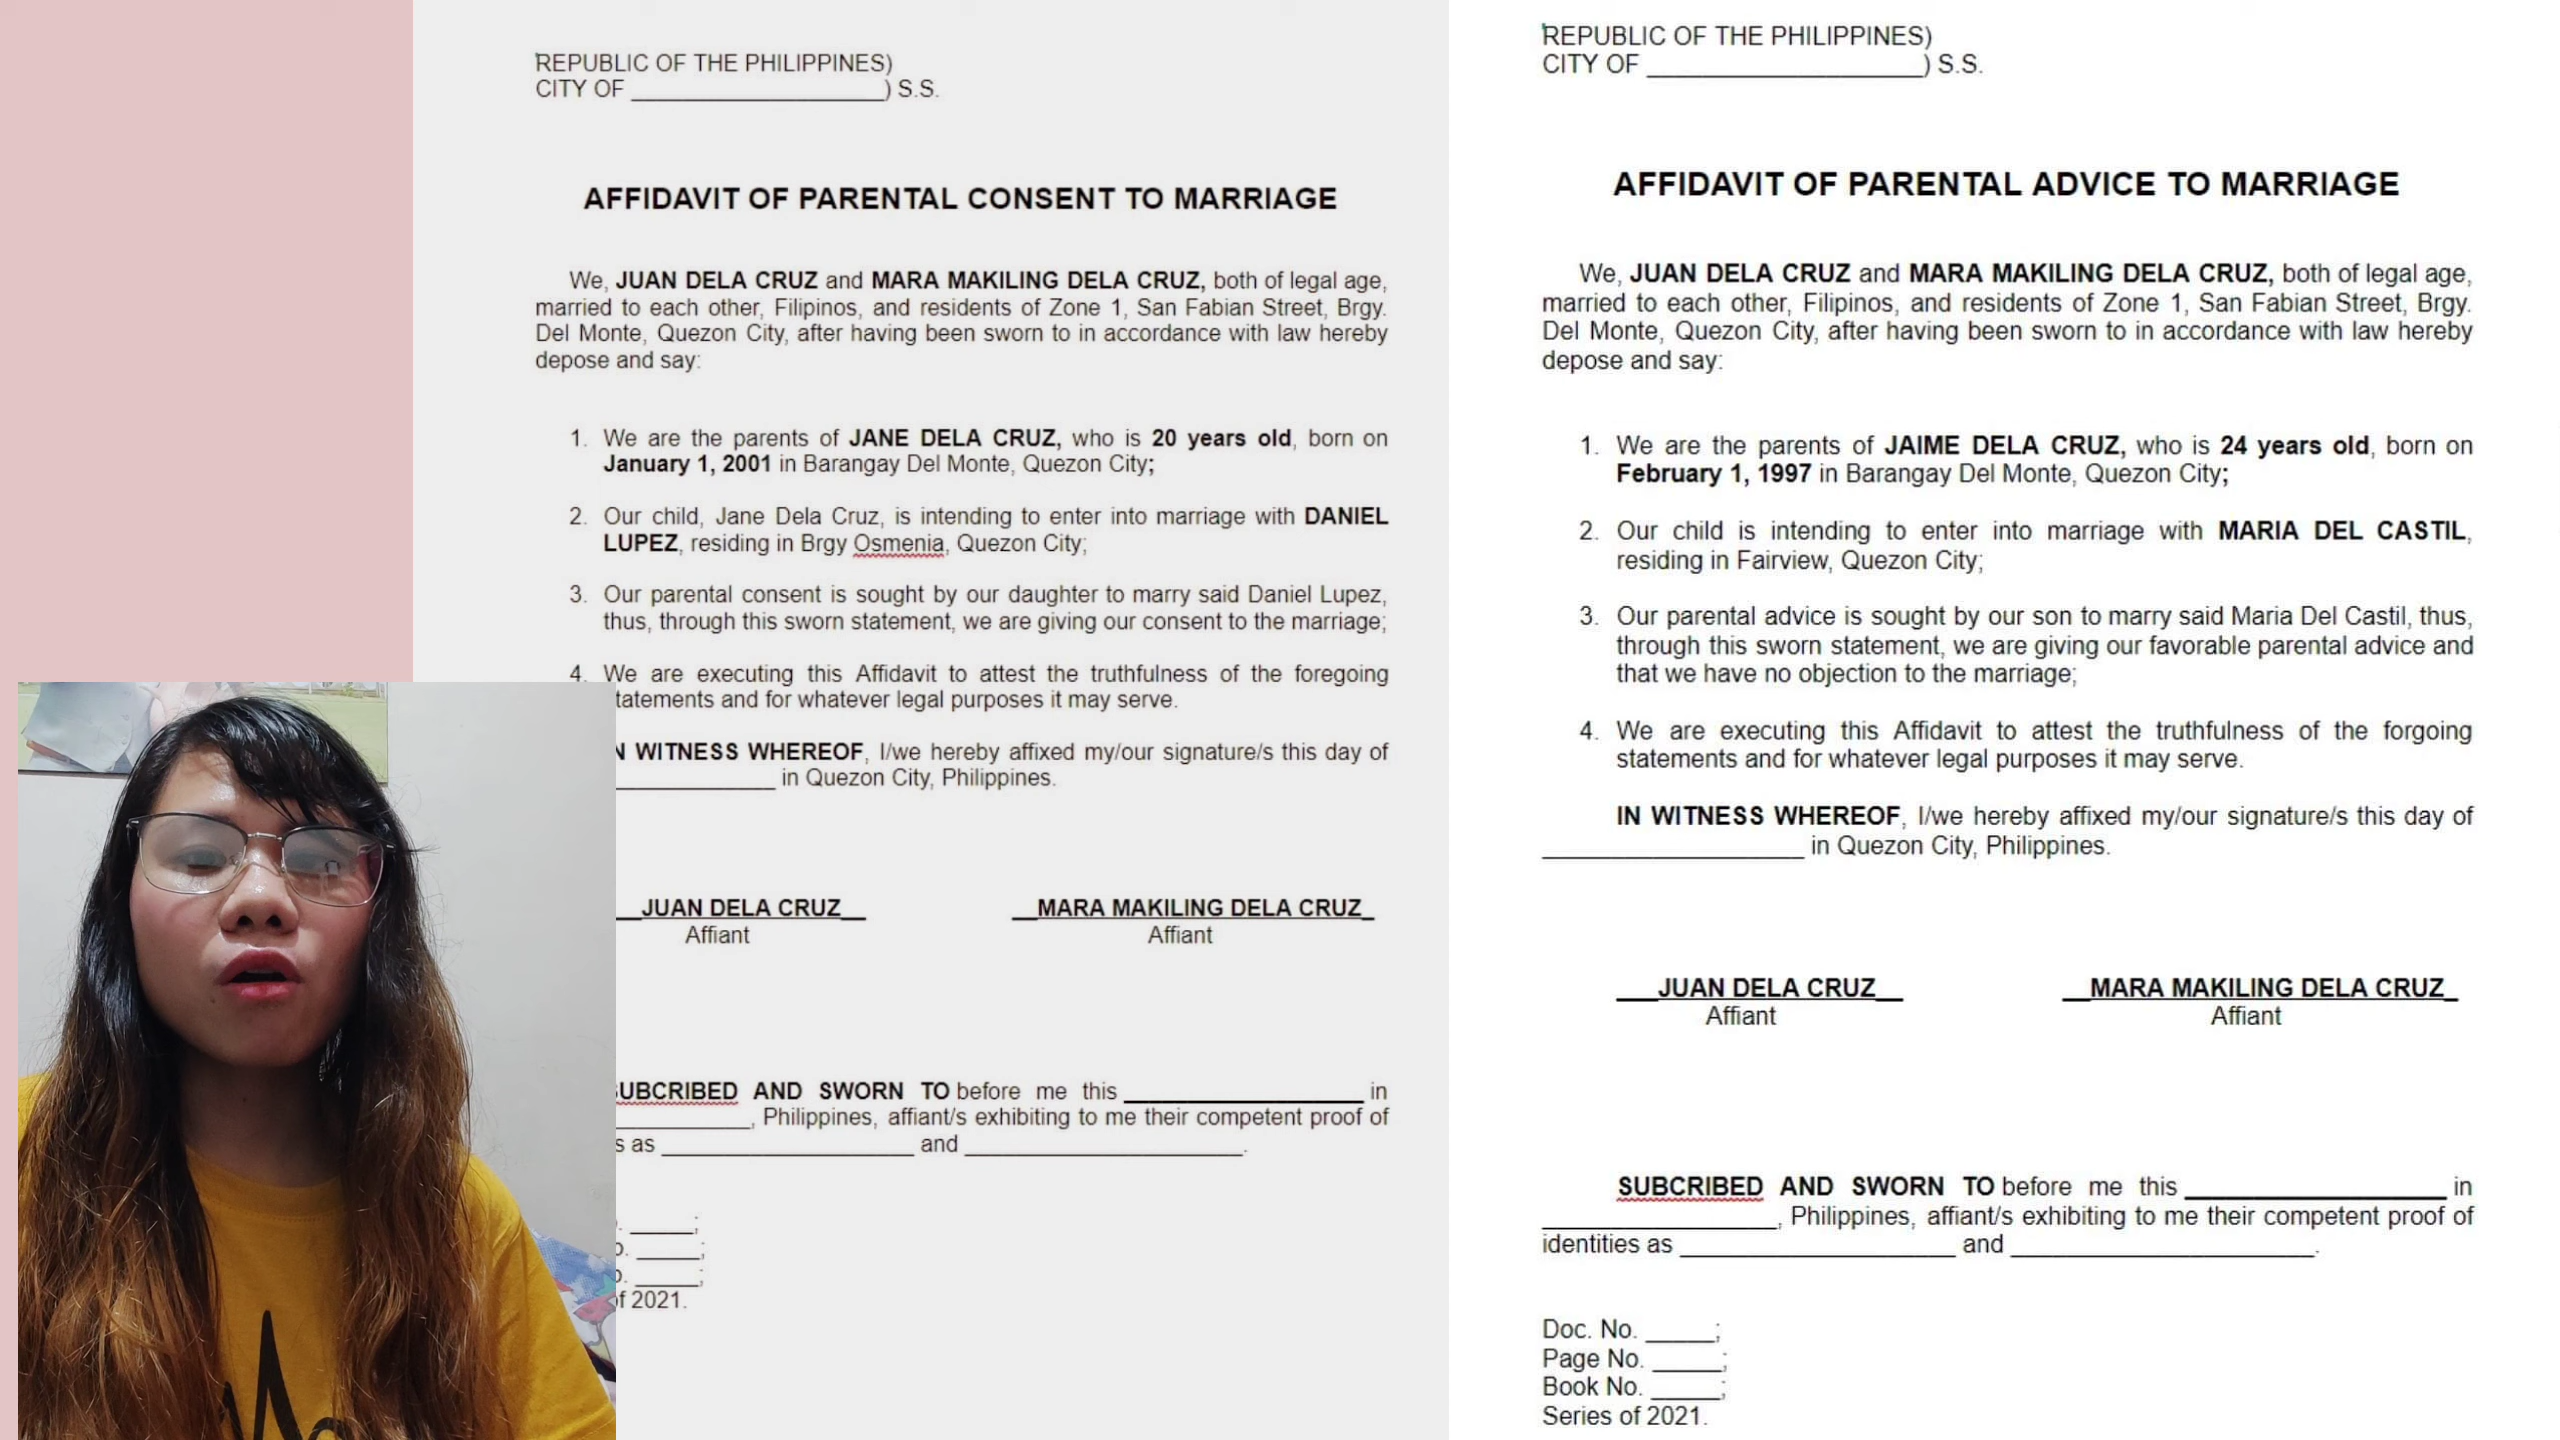 REPUBLIC OF THE PHILIPPINES)
CITY OF ____________________) S.S.
AFFIDAVIT OF PARENTAL CONSENT TO MARRIAGE
We, JUAN DELA CRUZ and MARA MAKILING DELA CRUZ, both of legal age,
married to each other, Filipinos, and residents of Zone 1, San Fabian Street, Brgy.
Del Monte, Quezon City, after having been sworn to in accordance with law hereby
depose and say:
1. We are the parents of JANE DELA CRUZ, who is 20 years old, born on
January 1, 2001 in Barangay Del Monte, Quezon City;
2. Our child, Jane Dela Cruz, is intending to enter into marriage with DANIEL
LUPEZ, residing in Brgy Osmenia, Quezon City;
3. Our parental consent is sought by our daughter to marry said Daniel Lupez,
thus, through this sworn statement, we are giving our consent to the marriage;
4. We are executing this Affidavit to attest the truthfulness of the foregoing
tatements and for whatever legal purposes it may serve.
N WITNESS WHEREOF, I/we hereby affixed my/our signature/s this day of
_____________ in Quezon City, Philippines.
__JUAN DELA CRUZ__ __MARA MAKILING DELA CRUZ_
Affiant Affiant
UBCRIBED AND SWORN TO before me this ___________________ in
___________, Philippines, affiant/s exhibiting to me their competent proof of
s as ____________________ and ______________________.
. _____;
o. _____;
o. _____;
of 2021.
REPUBLIC OF THE PHILIPPINES)
CITY OF ____________________) S.S.
AFFIDAVIT OF PARENTAL ADVICE TO MARRIAGE
We, JUAN DELA CRUZ and MARA MAKILING DELA CRUZ, both of legal age,
married to each other, Filipinos, and residents of Zone 1, San Fabian Street, Brgy.
Del Monte, Quezon City, after having been sworn to in accordance with law hereby
depose and say:
1. We are the parents of JAIME DELA CRUZ, who is 24 years old, born on
February 1, 1997 in Barangay Del Monte, Quezon City;
2. Our child is intending to enter into marriage with MARIA DEL CASTIL,
residing in Fairview, Quezon City;
3. Our parental advice is sought by our son to marry said Maria Del Castil, thus,
through this sworn statement, we are giving our favorable parental advice and
that we have no objection to the marriage;
4. We are executing this Affidavit to attest the truthfulness of the forgoing
statements and for whatever legal purposes it may serve.
IN WITNESS WHEREOF, I/we hereby affixed my/our signature/s this day of
___________________ in Quezon City, Philippines.
___JUAN DELA CRUZ__ __MARA MAKILING DELA CRUZ_
Affiant Affiant
SUBCRIBED AND SWORN TO before me this ___________________ in
_________________, Philippines, affiant/s exhibiting to me their competent proof of
identities as ____________________ and ______________________.
Doc. No. _____;
Page No. _____;
Book No. _____;
Series of 2021.